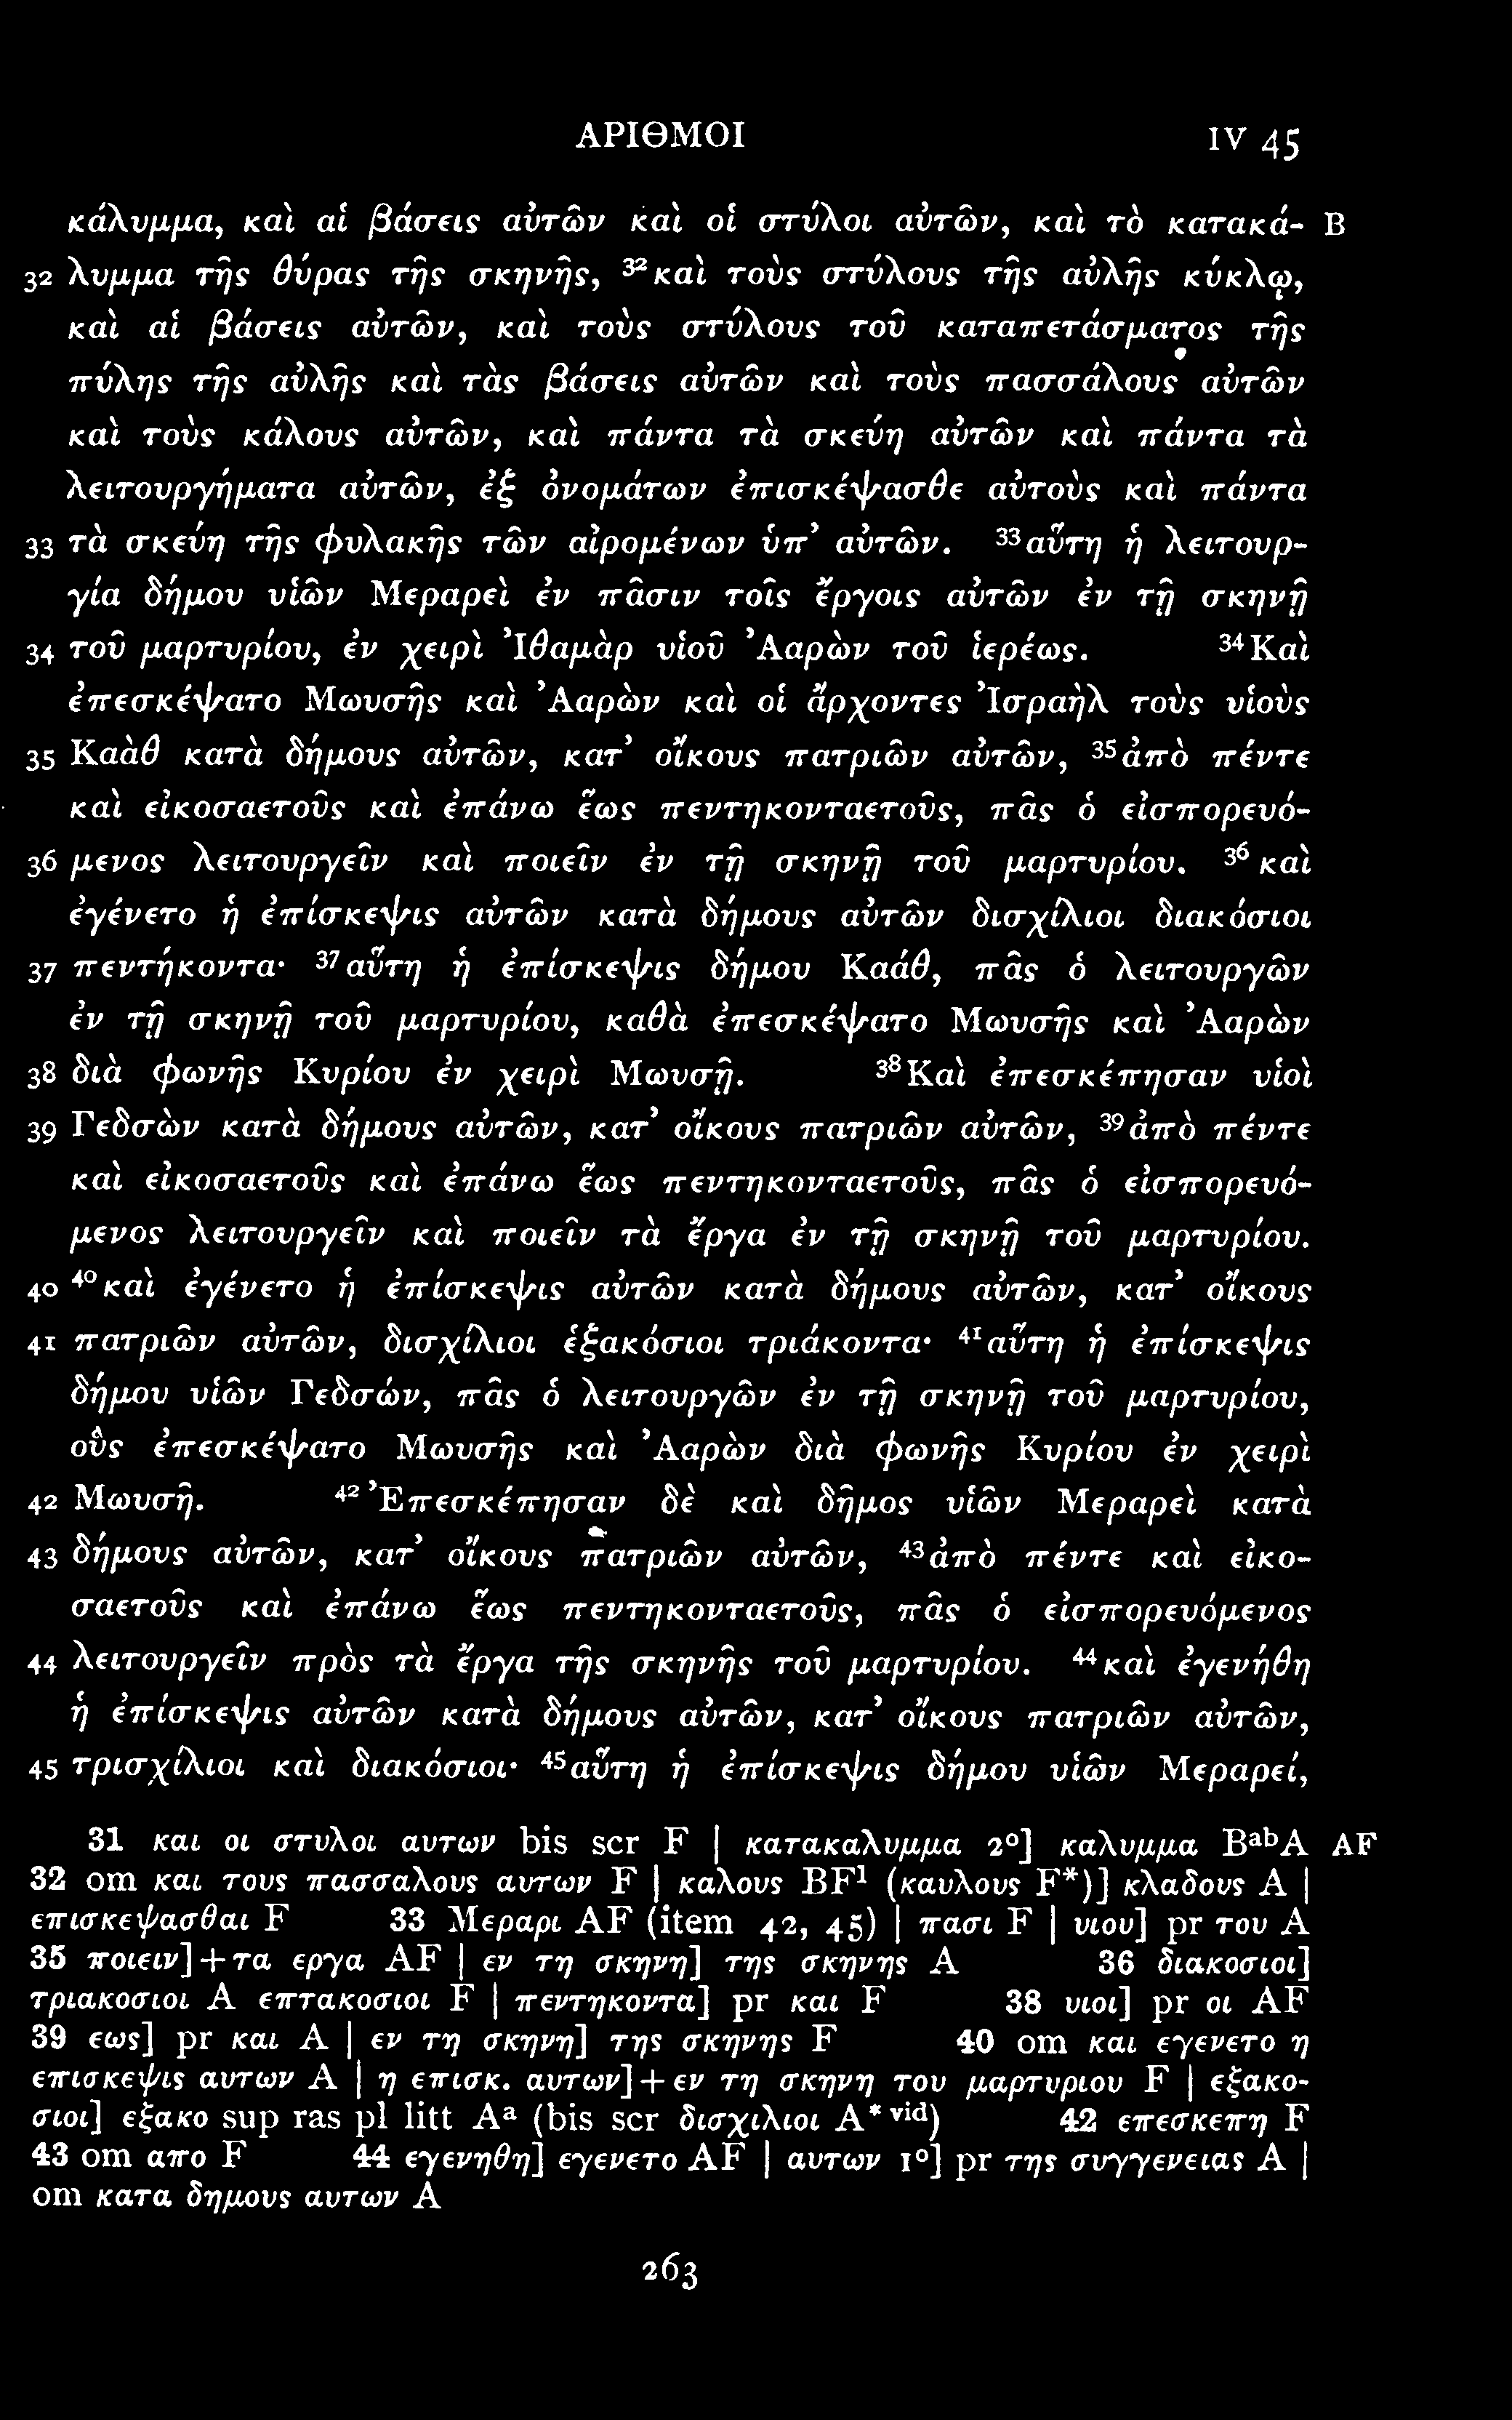 ΑΡΙΘΜΟΙ IV 45
κάλυμμα, καὶ αἱ βάσεις αὐτῶν καὶ οἱ στύλοι αὐτῶν, καὶ τὸ κατακά- B
32 λυμμα τῆς θύρας τῆς σκηνῆς, ³²καὶ τοὺς στύλους τῆς αὐλῆς κύκλῳ,
καὶ αἱ βάσεις αὐτῶν, καὶ τοὺς στύλους τοῦ καταπετάσματος τῆς
πύλης τῆς αὐλῆς καὶ τὰς βάσεις αὐτῶν καὶ τοὺς πασσάλους αὐτῶν
καὶ τοὺς κάλους αὐτῶν, καὶ πάντα τὰ σκεύη αὐτῶν καὶ πάντα τὰ
λειτουργήματα αὐτῶν, ἐξ ὀνομάτων ἐπισκέψασθε αὐτοὺς καὶ πάντα
33 τὰ σκεύη τῆς φυλακῆς τῶν αἰρομένων ὑπ’ αὐτῶν. ³³αὕτη ἡ λειτουρ-
γία δήμου υἱῶν Μεραρεὶ ἐν πᾶσιν τοῖς ἔργοις αὐτῶν ἐν τῇ σκηνῇ
34 τοῦ μαρτυρίου, ἐν χειρὶ Ἰθαμὰρ υἱοῦ Ἀαρὼν τοῦ ἱερέως. ³⁴Καὶ
ἐπεσκέψατο Μωυσῆς καὶ Ἀαρὼν καὶ οἱ ἄρχοντες Ἰσραὴλ τοὺς υἱοὺς
35 Καὰθ κατὰ δήμους αὐτῶν, κατ’ οἴκους πατριῶν αὐτῶν, ³⁵ἀπὸ πέντε
καὶ εἰκοσαετοῦς καὶ ἐπάνω ἕως πεντηκονταετοῦς, πᾶς ὁ εἰσπορευό-
36 μενος λειτουργεῖν καὶ ποιεῖν ἐν τῇ σκηνῇ τοῦ μαρτυρίου. ³⁶καὶ
ἐγένετο ἡ ἐπίσκεψις αὐτῶν κατὰ δήμους αὐτῶν δισχίλιοι διακόσιοι
37 πεντήκοντα· ³⁷αὕτη ἡ ἐπίσκεψις δήμου Καάθ, πᾶς ὁ λειτουργῶν
ἐν τῇ σκηνῇ τοῦ μαρτυρίου, καθὰ ἐπεσκέψατο Μωυσῆς καὶ Ἀαρὼν
38 διὰ φωνῆς Κυρίου ἐν χειρὶ Μωυσῇ. ³⁸Καὶ ἐπεσκέπησαν υἱοὶ
39 Γεδσὼν κατὰ δήμους αὐτῶν, κατ’ οἴκους πατριῶν αὐτῶν, ³⁹ἀπὸ πέντε
καὶ εἰκοσαετοῦς καὶ ἐπάνω ἕως πεντηκονταετοῦς, πᾶς ὁ εἰσπορευό-
μενος λειτουργεῖν καὶ ποιεῖν τὰ ἔργα ἐν τῇ σκηνῇ τοῦ μαρτυρίου.
40 ⁴⁰καὶ ἐγένετο ἡ ἐπίσκεψις αὐτῶν κατὰ δήμους αὐτῶν, κατ’ οἴκους
41 πατριῶν αὐτῶν, δισχίλιοι ἑξακόσιοι τριάκοντα· ⁴¹αὕτη ἡ ἐπίσκεψις
δήμου υἱῶν Γεδσών, πᾶς ὁ λειτουργῶν ἐν τῇ σκηνῇ τοῦ μαρτυρίου,
οὓς ἐπεσκέψατο Μωυσῆς καὶ Ἀαρὼν διὰ φωνῆς Κυρίου ἐν χειρὶ
42 Μωυσῆ. ⁴²Ἐπεσκέπησαν δὲ καὶ δῆμος υἱῶν Μεραρεὶ κατὰ
43 δήμους αὐτῶν, κατ’ οἴκους πατριῶν αὐτῶν, ⁴³ἀπὸ πέντε καὶ εἰκο-
σαετοῦς καὶ ἐπάνω ἕως πεντηκονταετοῦς, πᾶς ὁ εἰσπορευόμενος
44 λειτουργεῖν πρὸς τὰ ἔργα τῆς σκηνῆς τοῦ μαρτυρίου. ⁴⁴καὶ ἐγενήθη
ἡ ἐπίσκεψις αὐτῶν κατὰ δήμους αὐτῶν, κατ’ οἴκους πατριῶν αὐτῶν,
45 τρισχίλιοι καὶ διακόσιοι· ⁴⁵αὕτη ἡ ἐπίσκεψις δήμου υἱῶν Μεραρεί,
31 και οι στυλοι αυτων bis scr F | κατακαλυμμα 2º] καλυμμα BᵃᵇA AF
32 om και τους πασσαλους αυτων F | καλους BF¹ (καυλους F*)] κλαδους A |
επισκεψασθαι F 33 Μεραρι AF (item 42, 45) | πασι F | υιου] pr του A
35 ποιειν]+τα εργα AF | εν τη σκηνη] της σκηνης A 36 διακοσιοι]
τριακοσιοι A επτακοσιοι F | πεντηκοντα] pr και F 38 υιοι] pr οι AF
39 εως] pr και A | εν τη σκηνη] της σκηνης F 40 om και εγενετο η
επισκεψις αυτων A | η επισκ. αυτων]+εν τη σκηνη του μαρτυριου F | εξακο-
σιοι] εξακο sup ras pl litt Aᵃ (bis scr δισχιλιοι A*ᵛⁱᵈ) 42 επεσκεπη F
43 om απο F 44 εγενηθη] εγενετο AF | αυτων 1º] pr της συγγενειας A |
om κατα δημους αυτων A
263